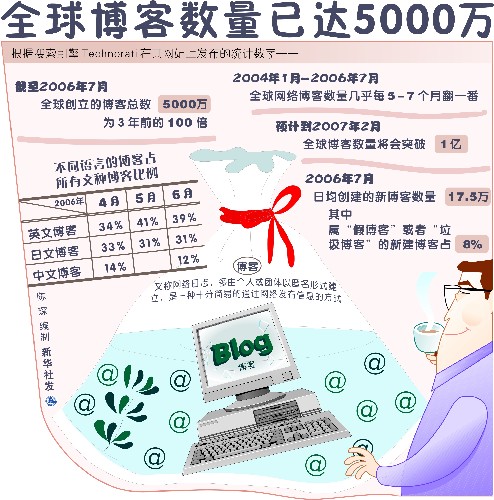 全球博客数量已达5000万
根据搜索引擎Technorati在其网站上发布的统计数字——
截至2006年7月
全球创立的博客总数 5000万
为3年前的100倍
2004年1月-2006年7月
全球网络博客数量几乎每5-7个月翻一番
预计到2007年2月
全球博客数量将会突破 1亿
2006年7月
日均创建的新博客数量 17.5万
其中
属“假博客”或者“垃
圾博客”的新建博客占 8%
不同语言的博客占
所有文种博客比例
2006年 4月 5月 6月
英文博客 34% 41% 39%
日文博客 33% 31% 31%
中文博客 14% 12%
博客
又称网络日志，多由个人或团体以匿名形式建
立，是一种十分简易的通过网络发布信息的方式
Blog
博客
@ @ @ @ @ @ @ @ @ @ @ @
编制 新华社发